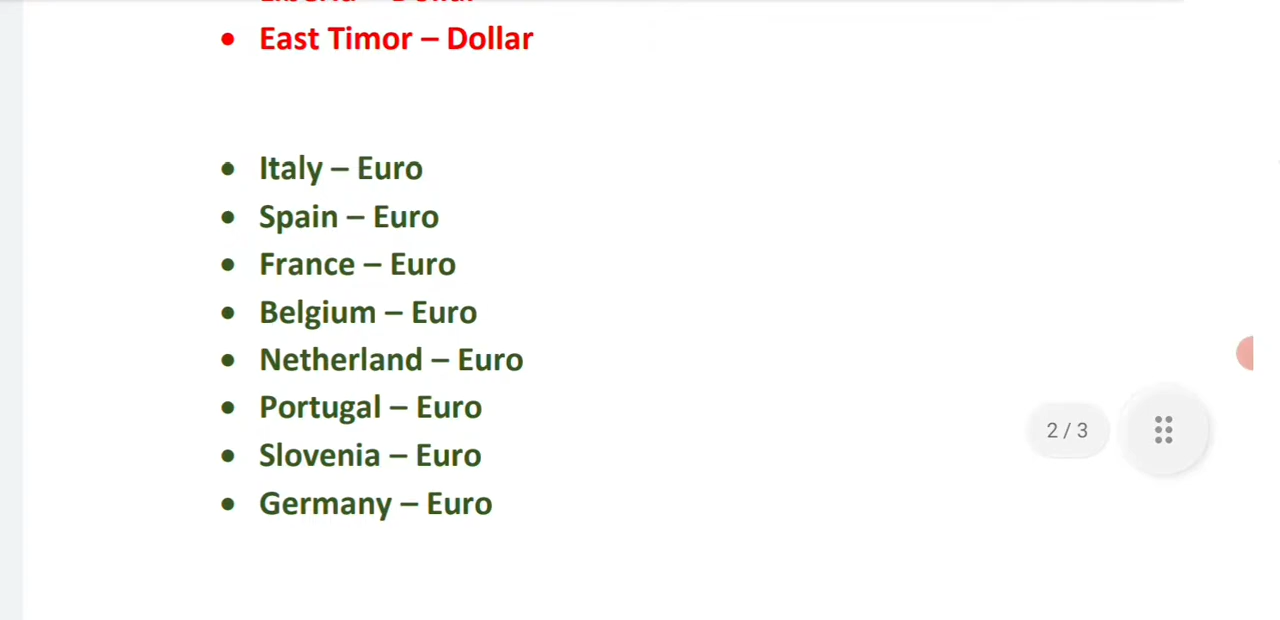 • East Timor – Dollar
• Italy – Euro
• Spain – Euro
• France – Euro
• Belgium – Euro
• Netherland – Euro
• Portugal – Euro
• Slovenia – Euro
• Germany – Euro
2 / 3